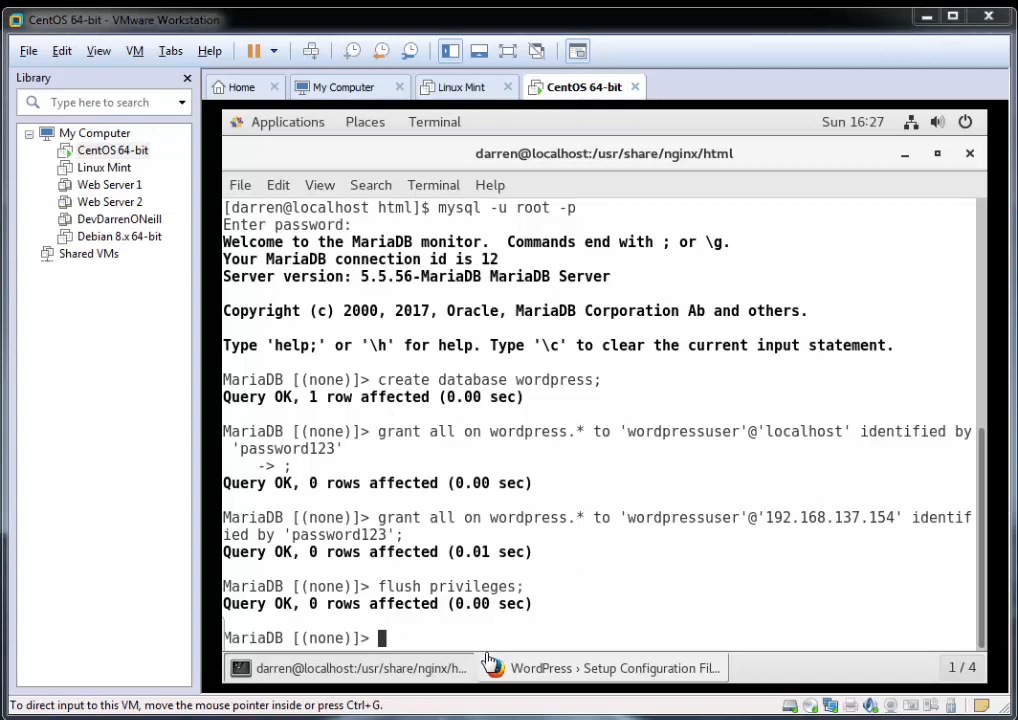 CentOS 64-bit - VMware Workstation
File Edit View VM Tabs Help
Library
Type here to search
My Computer
CentOS 64-bit
Linux Mint
Web Server 1
Web Server 2
DevDarrenONeill
Debian 8.x 64-bit
Shared VMs
Home My Computer Linux Mint CentOS 64-bit
Applications Places Terminal Sun 16:27
darren@localhost:/usr/share/nginx/html
File Edit View Search Terminal Help
[darren@localhost html]$ mysql -u root -p
Enter password:
Welcome to the MariaDB monitor.  Commands end with ; or \g.
Your MariaDB connection id is 12
Server version: 5.5.56-MariaDB MariaDB Server
Copyright (c) 2000, 2017, Oracle, MariaDB Corporation Ab and others.
Type 'help;' or '\h' for help. Type '\c' to clear the current input statement.
MariaDB [(none)]> create database wordpress;
Query OK, 1 row affected (0.00 sec)
MariaDB [(none)]> grant all on wordpress.* to 'wordpressuser'@'localhost' identified by
'password123'
-> ;
Query OK, 0 rows affected (0.00 sec)
MariaDB [(none)]> grant all on wordpress.* to 'wordpressuser'@'192.168.137.154' identif
ied by 'password123';
Query OK, 0 rows affected (0.01 sec)
MariaDB [(none)]> flush privileges;
Query OK, 0 rows affected (0.00 sec)
MariaDB [(none)]>
darren@localhost:/usr/share/nginx/h... WordPress › Setup Configuration Fil... 1 / 4
To direct input to this VM, move the mouse pointer inside or press Ctrl+G.